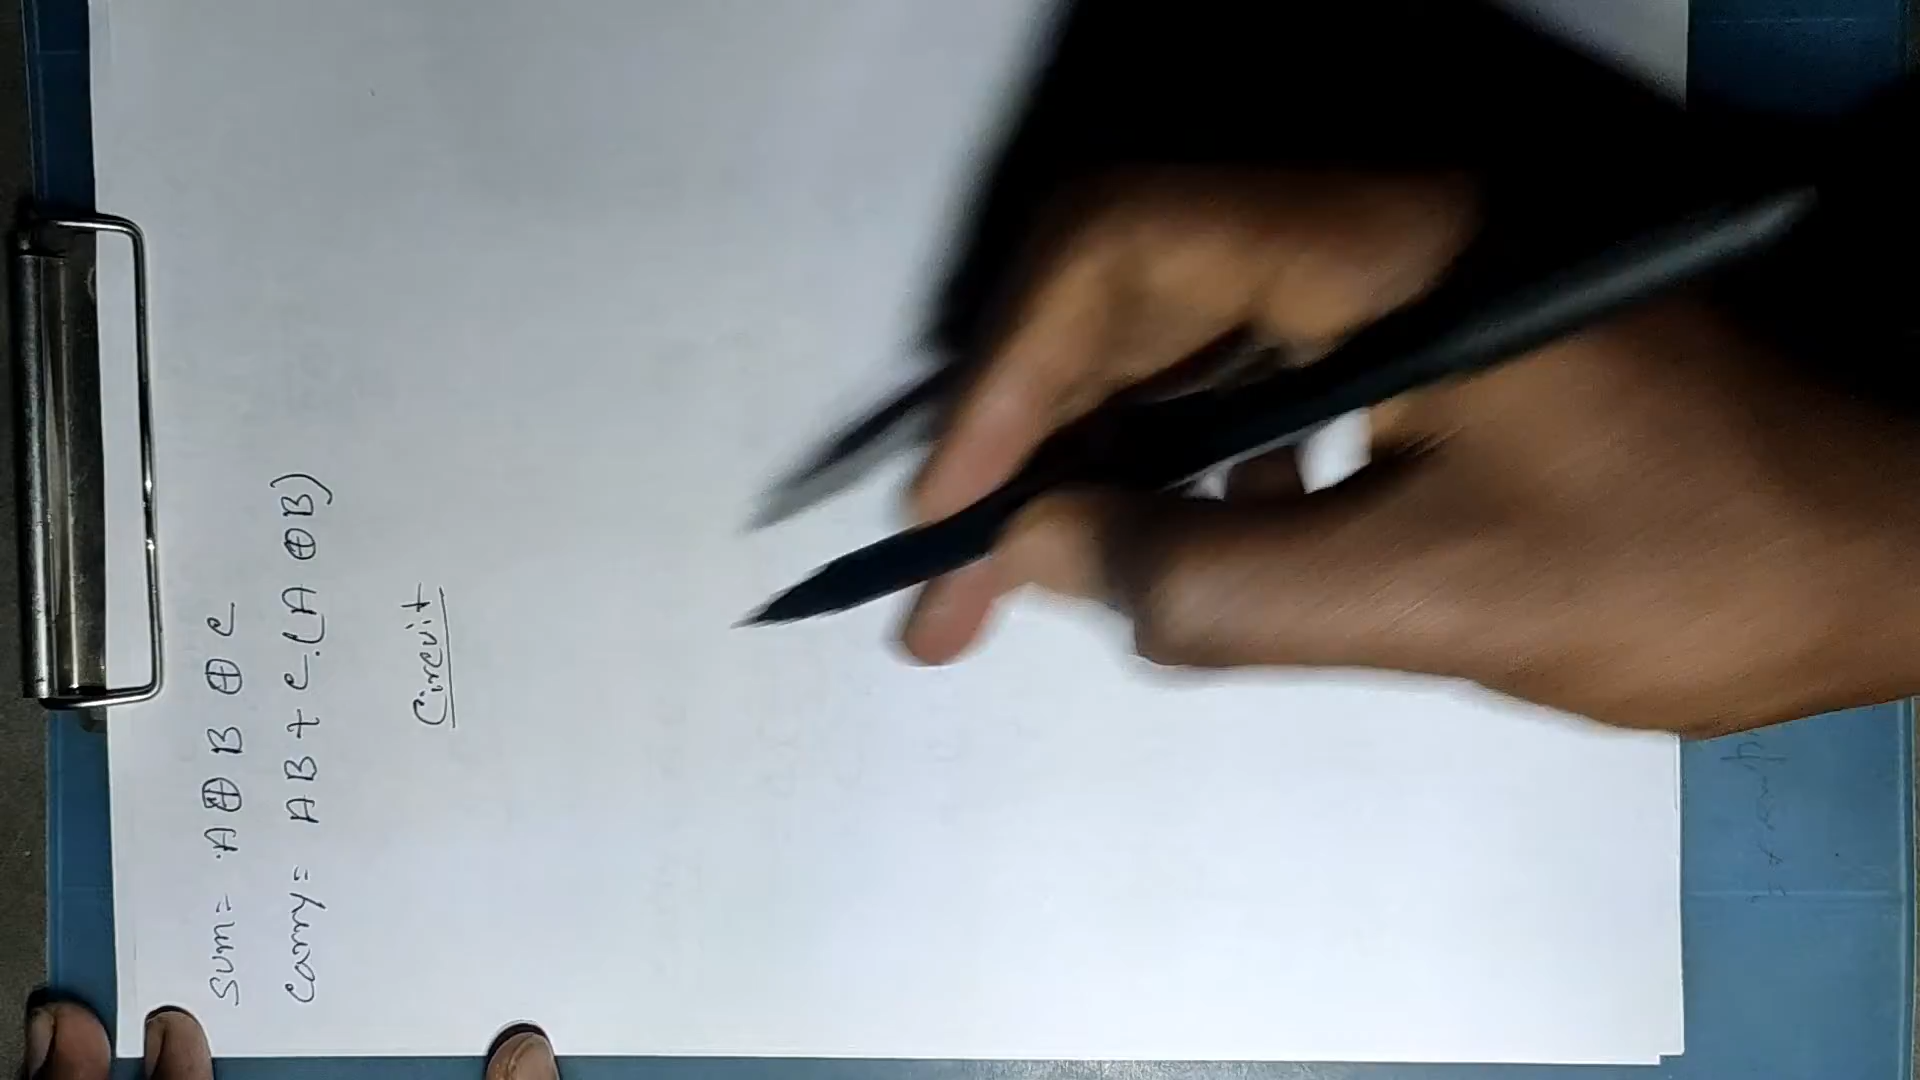 Sum = A ⊕ B ⊕ C
Carry = AB + C.(A ⊕ B)
Circuit